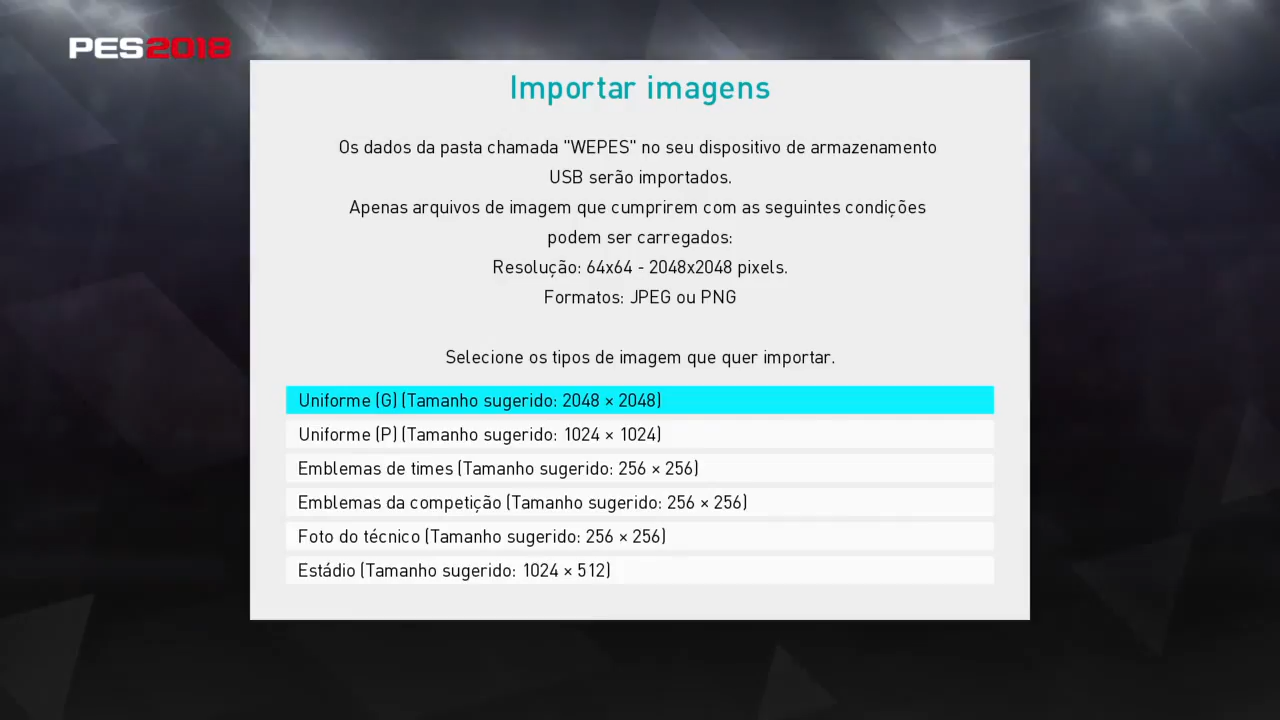 PES2018
Importar imagens
Os dados da pasta chamada "WEPES" no seu dispositivo de armazenamento
USB serão importados.
Apenas arquivos de imagem que cumprirem com as seguintes condições
podem ser carregados:
Resolução: 64x64 - 2048x2048 pixels.
Formatos: JPEG ou PNG
Selecione os tipos de imagem que quer importar.
Uniforme (G) (Tamanho sugerido: 2048 × 2048)
Uniforme (P) (Tamanho sugerido: 1024 × 1024)
Emblemas de times (Tamanho sugerido: 256 × 256)
Emblemas da competição (Tamanho sugerido: 256 × 256)
Foto do técnico (Tamanho sugerido: 256 × 256)
Estádio (Tamanho sugerido: 1024 × 512)